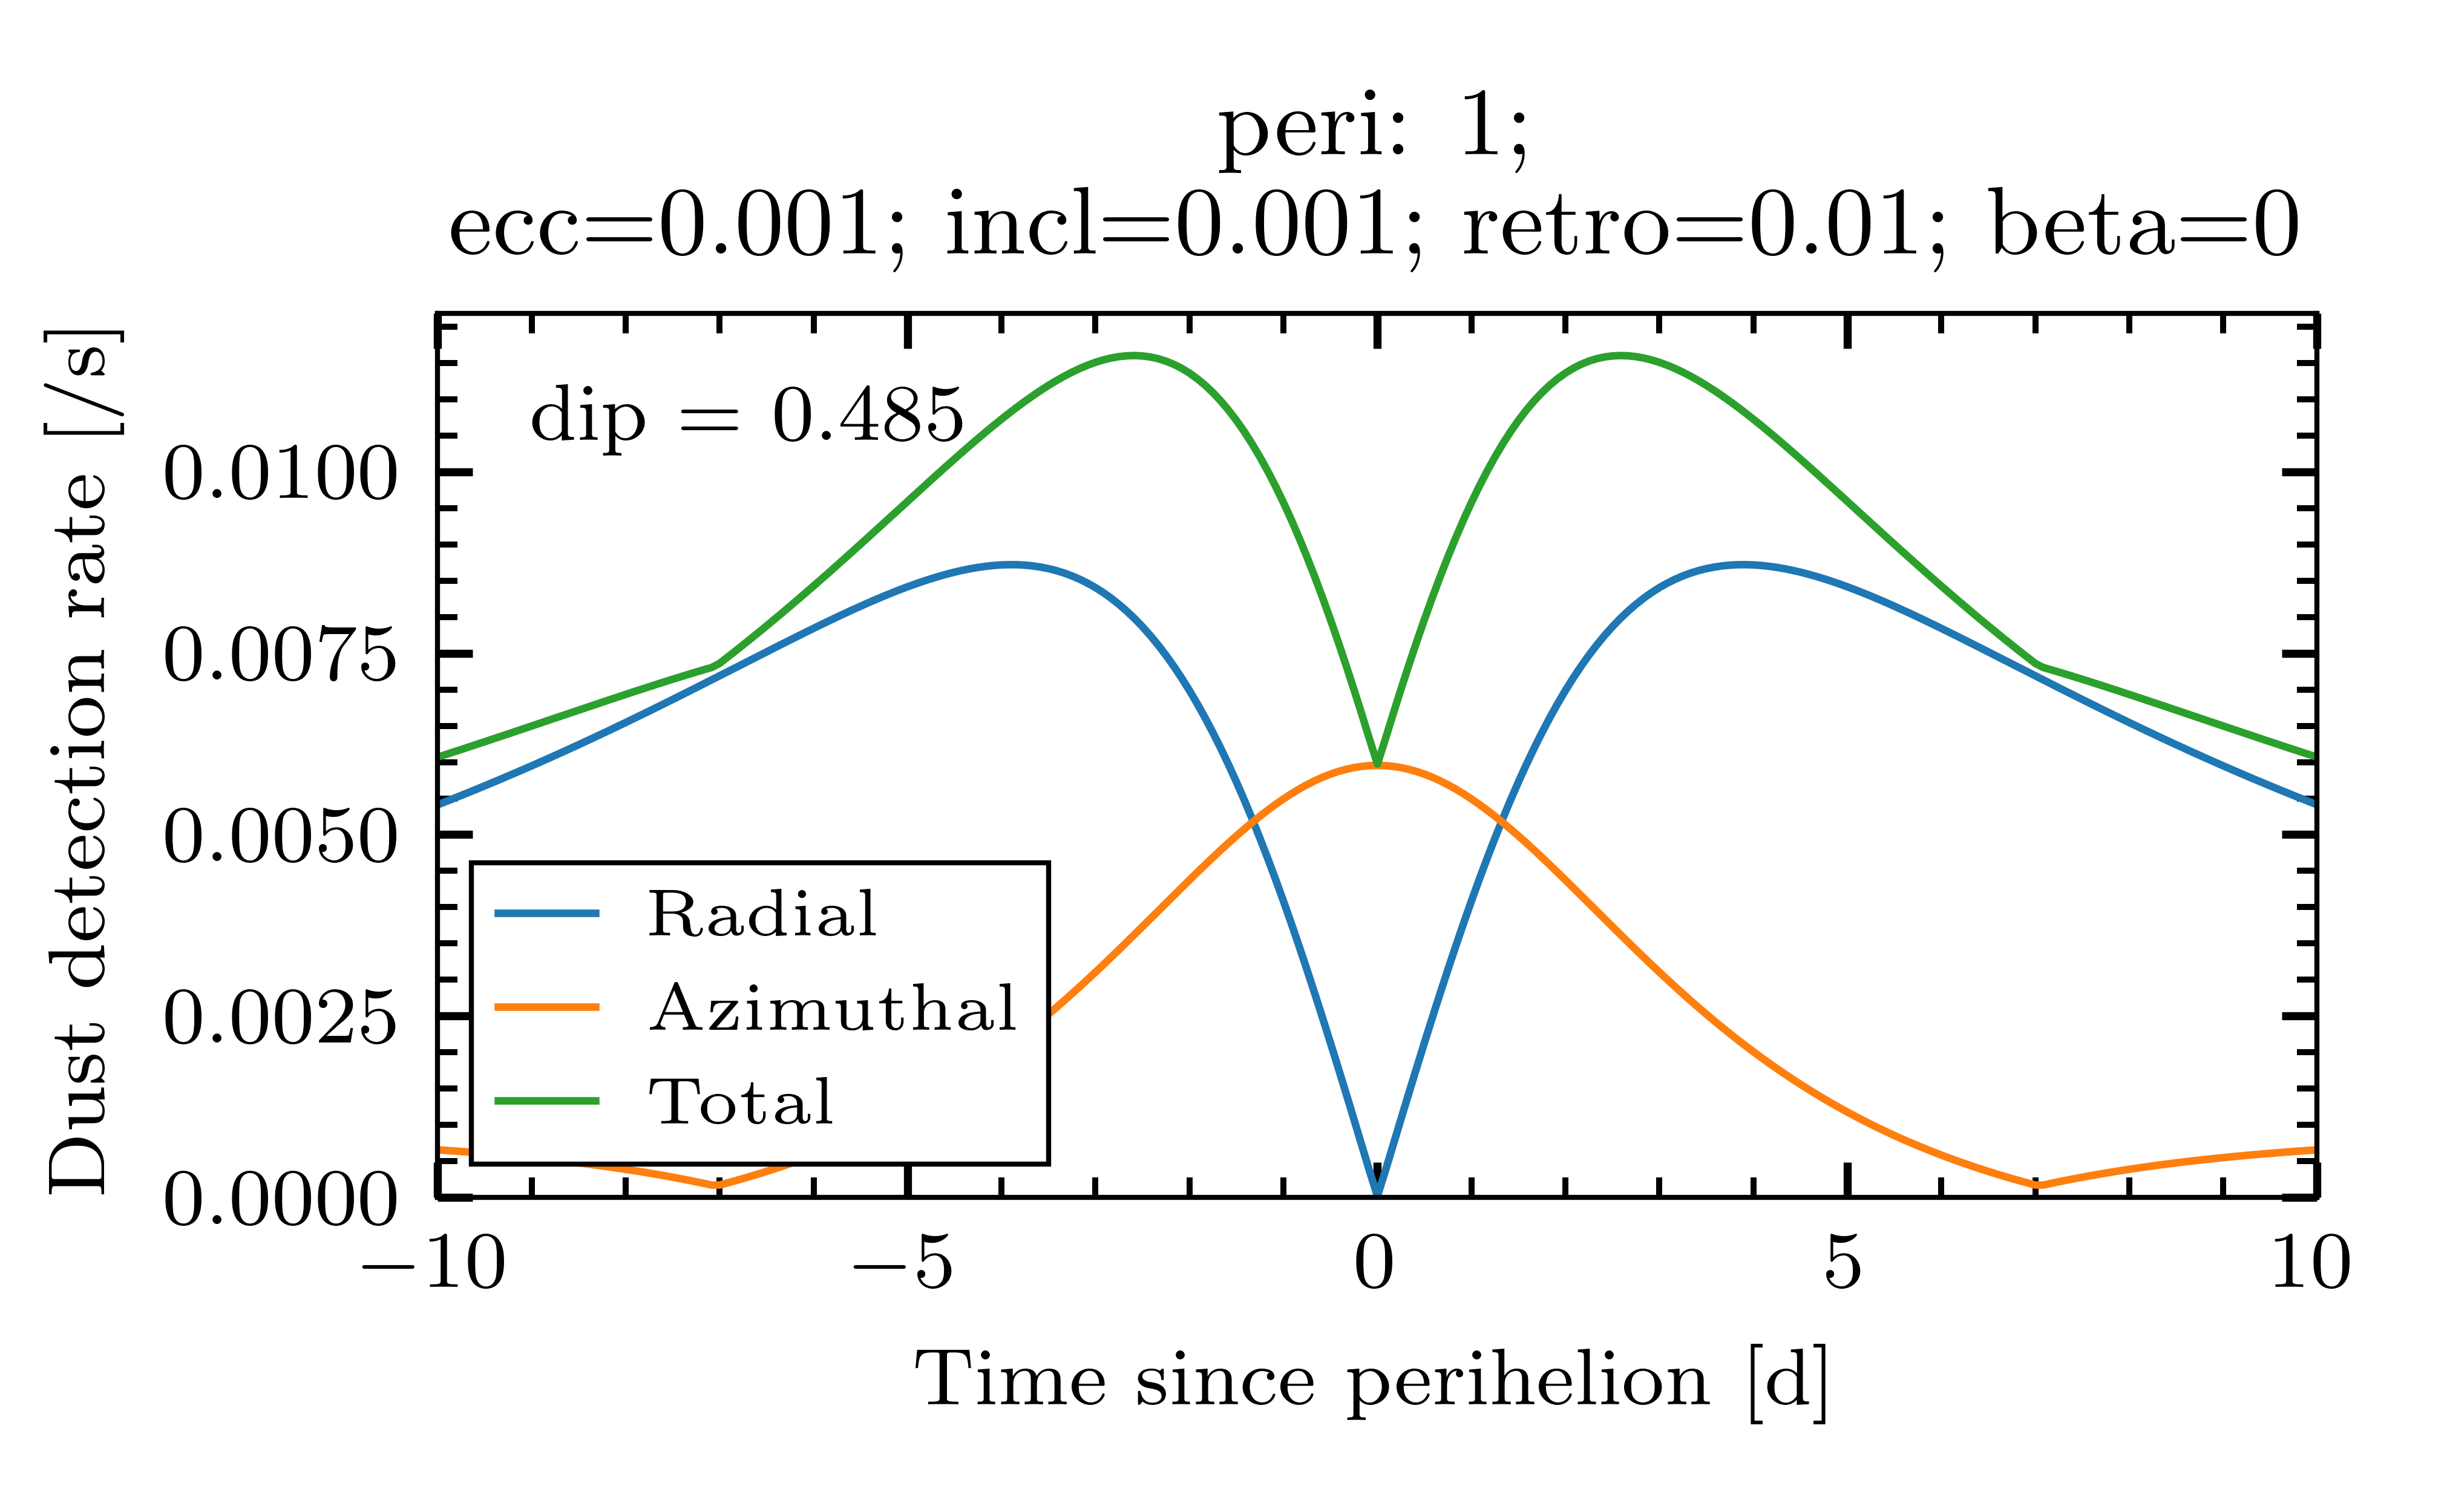 peri: 1;
ecc=0.001; incl=0.001; retro=0.01; beta=0
Dust detection rate [/s]
dip = 0.485
0.0100
0.0075
0.0050
0.0025
0.0000
Radial
Azimuthal
Total
−10 −5 0 5 10
Time since perihelion [d]